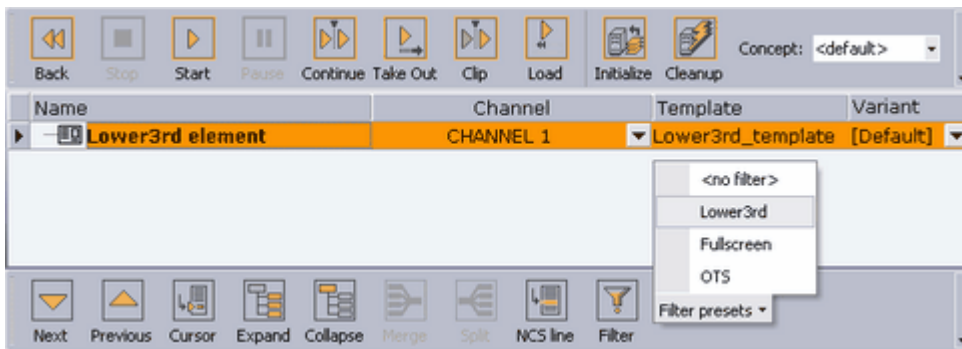 Concept: <default>
Back Stop Start Pause Continue Take Out Clip Load Initialize Cleanup
Name Channel Template Variant
Lower3rd element CHANNEL 1 Lower3rd_template [Default]
<no filter>
Lower3rd
Fullscreen
OTS
Filter presets
Next Previous Cursor Expand Collapse Merge Split NCS line Filter